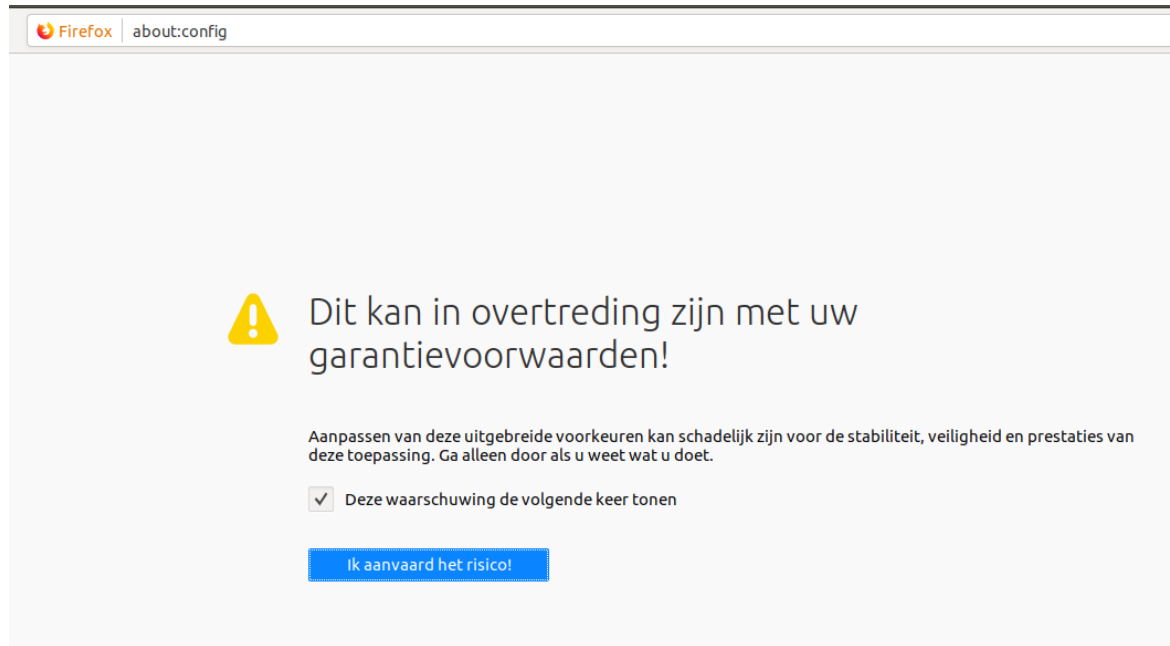 Firefox about:config
Dit kan in overtreding zijn met uw
garantievoorwaarden!
Aanpassen van deze uitgebreide voorkeuren kan schadelijk zijn voor de stabiliteit, veiligheid en prestaties van
deze toepassing. Ga alleen door als u weet wat u doet.
Deze waarschuwing de volgende keer tonen
Ik aanvaard het risico!